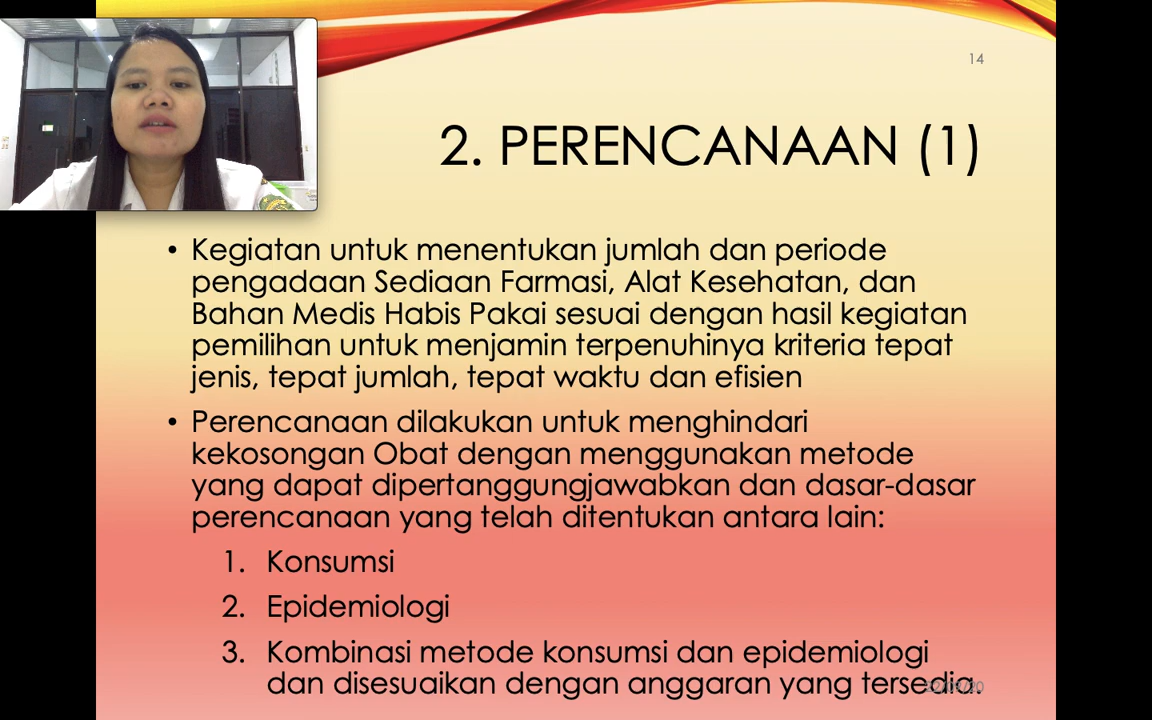 14
2. PERENCANAAN (1)
• Kegiatan untuk menentukan jumlah dan periode
pengadaan Sediaan Farmasi, Alat Kesehatan, dan
Bahan Medis Habis Pakai sesuai dengan hasil kegiatan
pemilihan untuk menjamin terpenuhinya kriteria tepat
jenis, tepat jumlah, tepat waktu dan efisien
• Perencanaan dilakukan untuk menghindari
kekosongan Obat dengan menggunakan metode
yang dapat dipertanggungjawabkan dan dasar-dasar
perencanaan yang telah ditentukan antara lain:
1. Konsumsi
2. Epidemiologi
3. Kombinasi metode konsumsi dan epidemiologi
dan disesuaikan dengan anggaran yang tersedia.